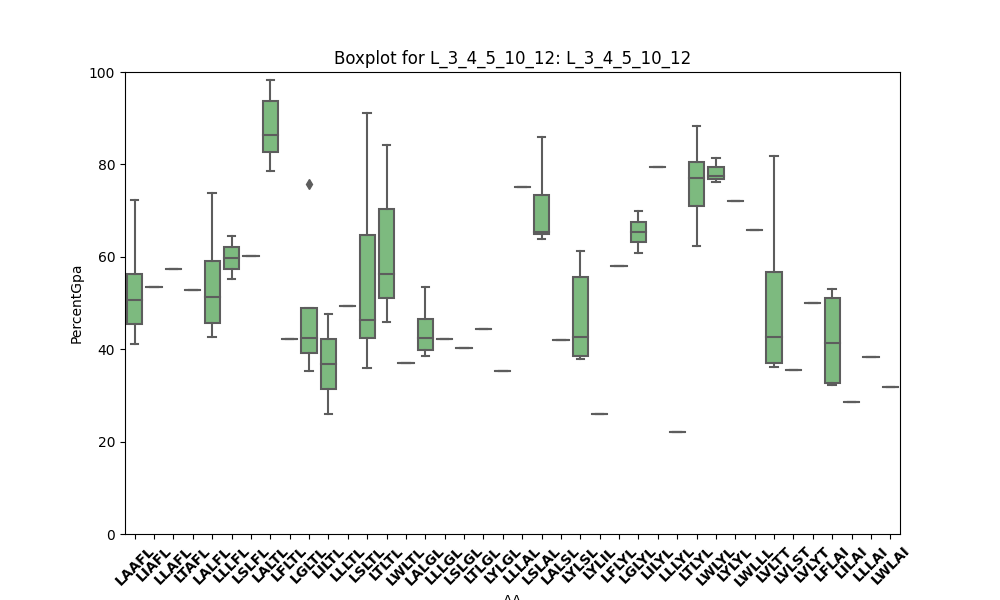 Boxplot for L_3_4_5_10_12: L_3_4_5_10_12
PercentGpa
100
80
60
40
20
0
LAAFL
LIAFL
LLAFL
LTAFL
LALFL
LLLFL
LSLFL
LALTL
LFLTL
LGLTL
LILTL
LLLTL
LSLTL
LTLTL
LWLTL
LALGL
LLLGL
LSLGL
LTLGL
LYLGL
LLLAL
LSLAL
LALSL
LYLSL
LYLIL
LFLYL
LGLYL
LILYL
LLLYL
LTLYL
LWLYL
LYLYL
LWLLL
LVLTT
LVLST
LVLYT
LFLAI
LILAI
LLLAI
LWLAI
AA